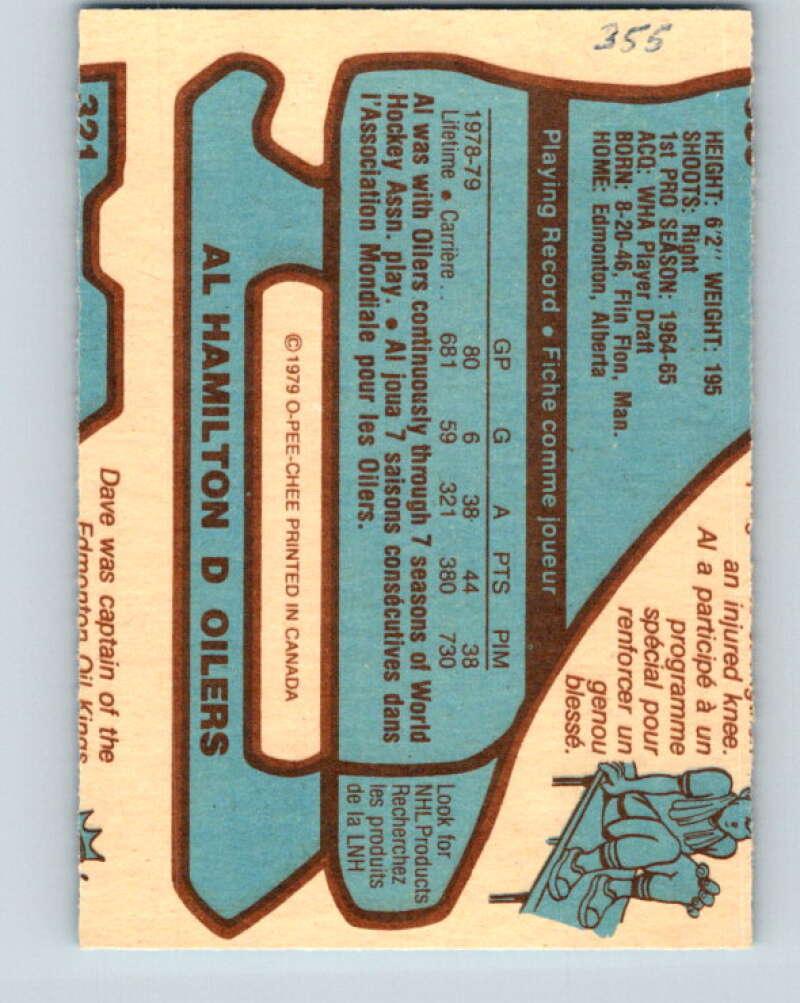 355
HEIGHT: 6'2" WEIGHT: 195
SHOOTS: Right
1st PRO SEASON: 1964-65
ACQ: WHA Player Draft
BORN: 8-20-46, Flin Flon, Man.
HOME: Edmonton, Alberta
an injured knee.
Al a participé à un
programme
spécial pour
renforcer un
genou
blessé.
Playing Record • Fiche comme joueur
GP G A PTS PIM
1978-79 80 6 38 44 38
Lifetime • Carrière . . 681 59 321 380 730
Al was with Oilers continuously through 7 seasons of World
Hockey Assn. play. • Al joua 7 saisons consécutives dans
l'Association Mondiale pour les Oilers.
Look for
NHL Products
Recherchez
les produits
de la LNH
©1979 O-PEE-CHEE PRINTED IN CANADA
AL HAMILTON D OILERS
321
Dave was captain of the
Edmonton Oil Kings